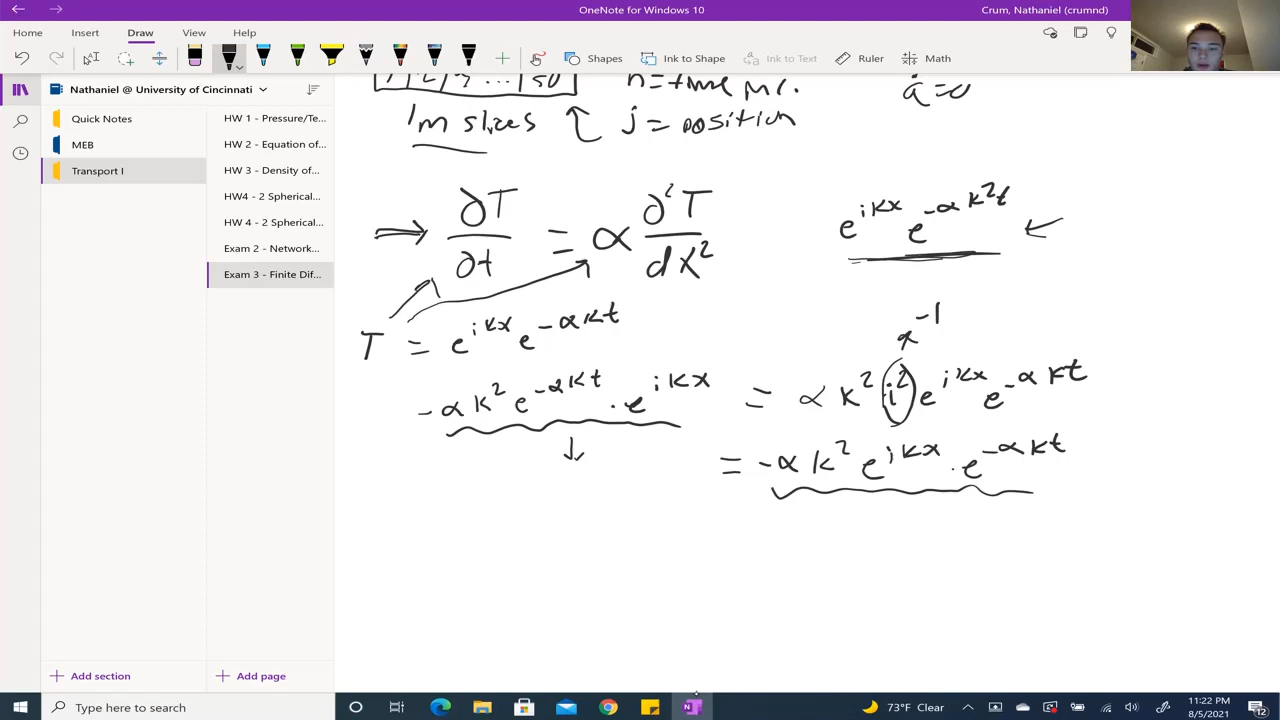 OneNote for Windows 10
Crum, Nathaniel (crumnd)
Home Insert Draw View Help
Shapes Ink to Shape Ink to Text Ruler Math
Nathaniel @ University of Cincinnati
Quick Notes
MEB
Transport I
HW 1 - Pressure/Te...
HW 2 - Equation of...
HW 3 - Density of...
HW4 - 2 Spherical...
HW 4 - 2 Spherical...
Exam 2 - Network...
Exam 3 - Finite Dif...
... 50 n = time
1m slices j = position
⇒ ∂T/∂t = α ∂²T/dx²
e^{ikx} e^{-αk²t} ←
T = e^{ikx} e^{-αkt}
-1
-αk² e^{-αkt} · e^{ikx} = αk² i² e^{ikx} e^{-αkt}
= -αk² e^{ikx} · e^{-αkt}
Add section
Add page
Type here to search
73°F Clear
11:22 PM
8/5/2021
12